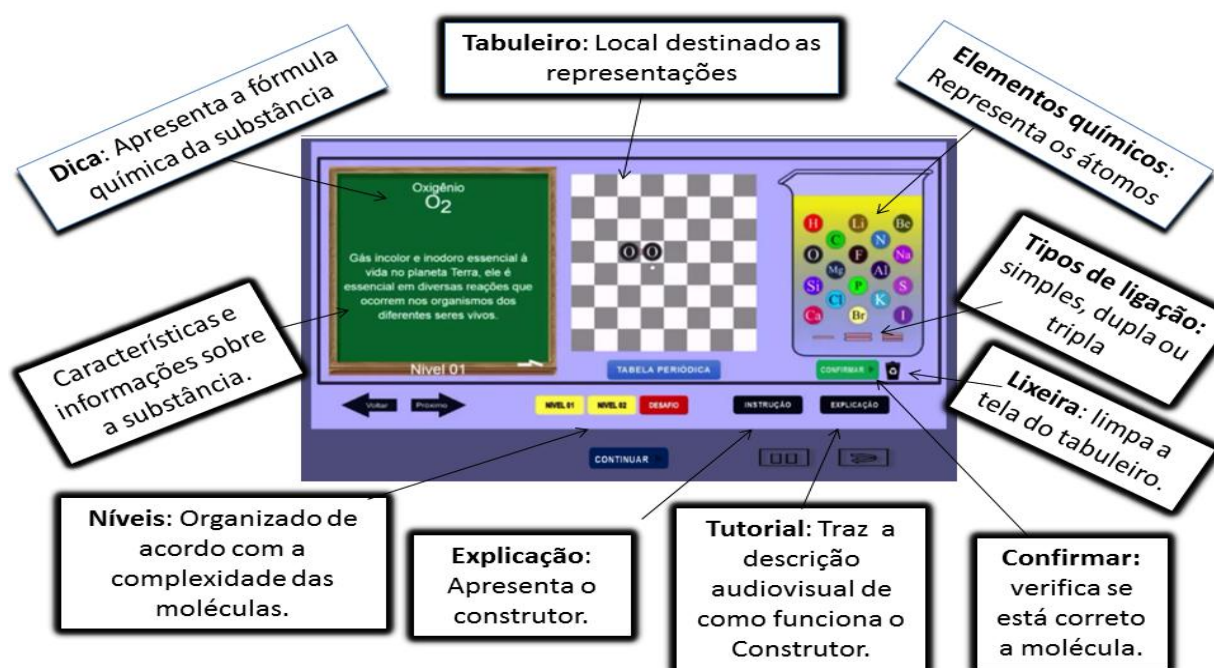 Tabuleiro: Local destinado as
representações
Dica: Apresenta a fórmula
química da substância
Elementos químicos:
Representa os átomos
Oxigênio
O2
Gás incolor e inodoro essencial à
vida no planeta Terra, ele é
essencial em diversas reações que
ocorrem nos organismos dos
diferentes seres vivos.
Nível 01
O O
H Li Be
C N
O F Na
Mg Al
Si P S
Cl K
Ca Br I
Tipos de ligação:
simples, dupla ou
tripla
Características e
informações sobre
a substância.
TABELA PERIÓDICA
CONFIRMAR
Lixeira: limpa a
tela do tabuleiro.
Voltar Próximo
NIVEL 01 NIVEL 02 DESAFIO
INSTRUÇÃO EXPLICAÇÃO
CONTINUAR
Níveis: Organizado de
acordo com a
complexidade das
moléculas.
Explicação:
Apresenta o
construtor.
Tutorial: Traz a
descrição
audiovisual de
como funciona o
Construtor.
Confirmar:
verifica se
está correto
a molécula.